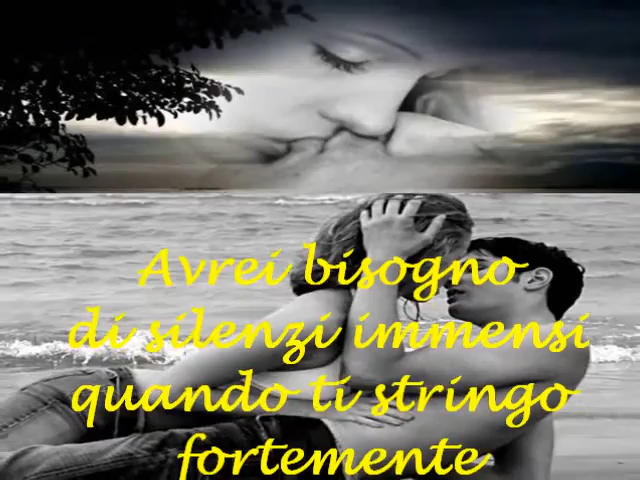 Avrei bisogno
di silenzi immensi
quando ti stringo
fortemente